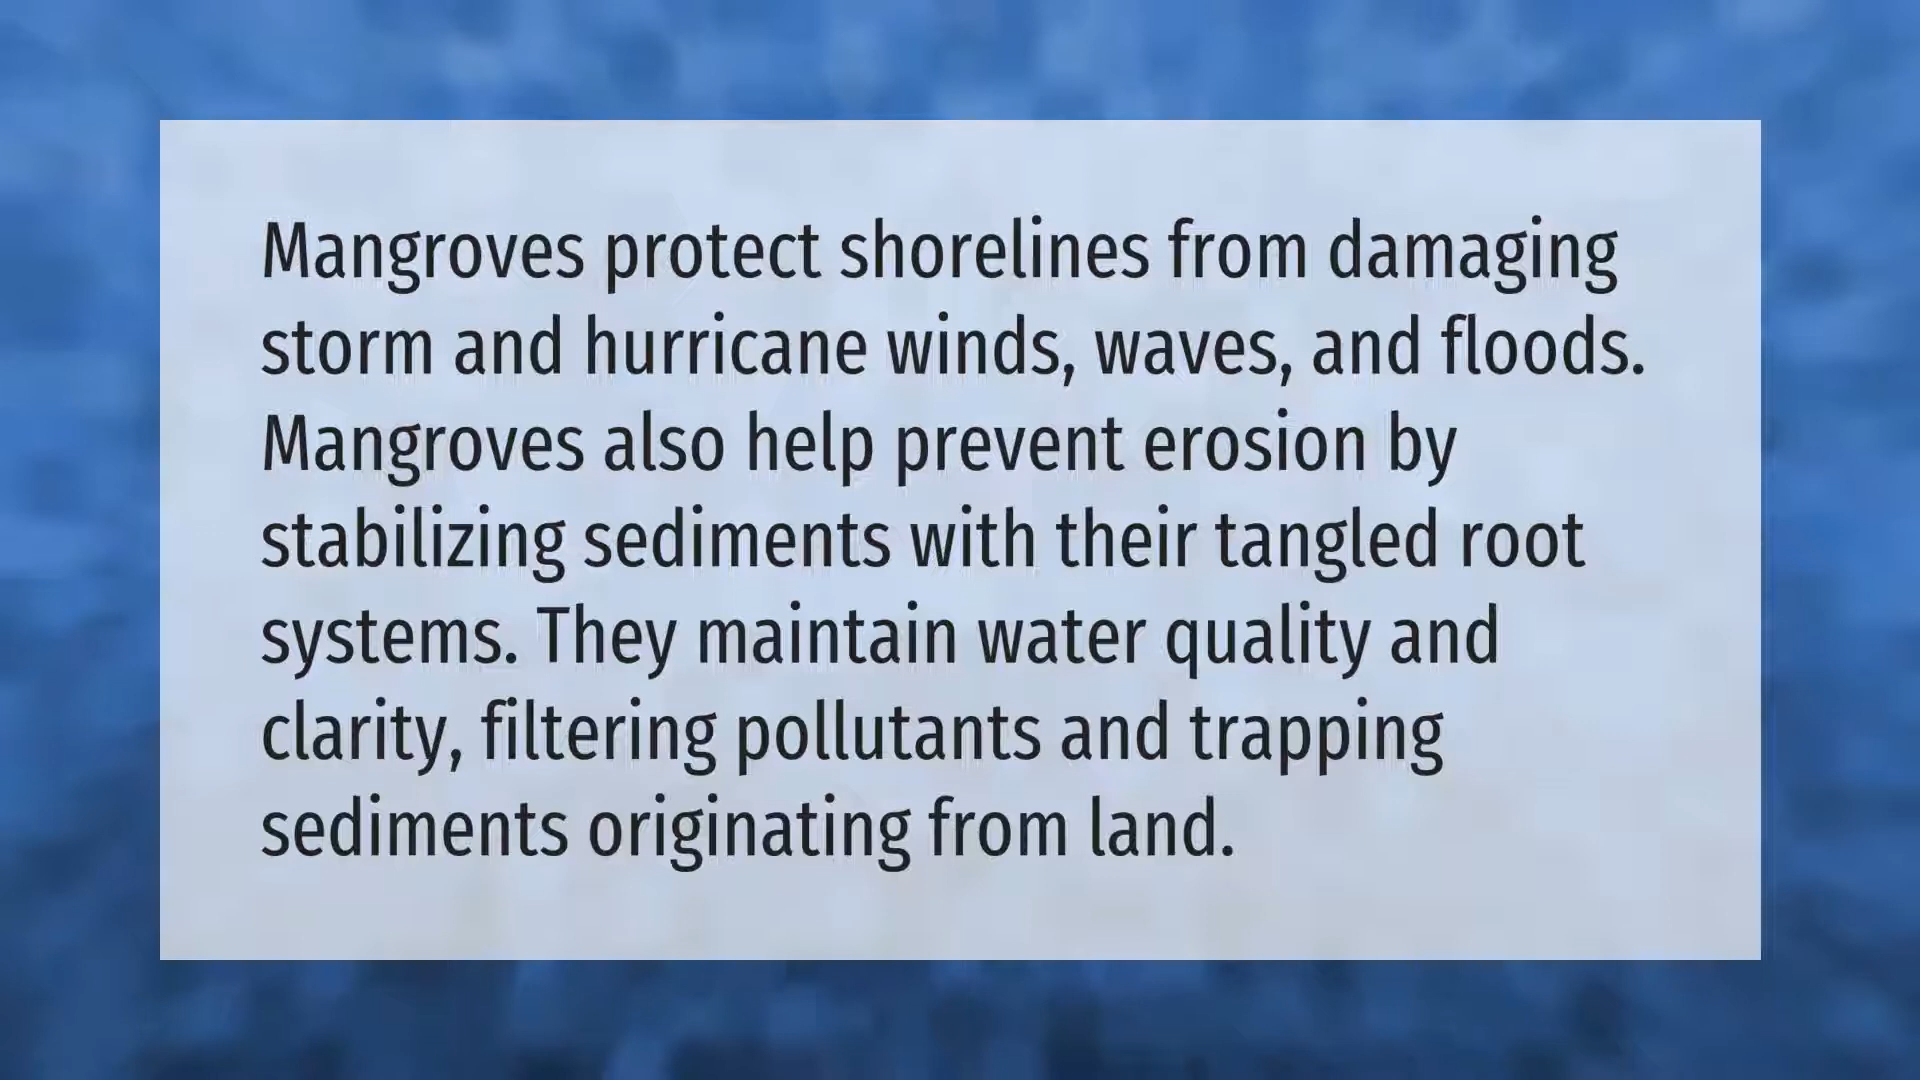 Mangroves protect shorelines from damaging
storm and hurricane winds, waves, and floods.
Mangroves also help prevent erosion by
stabilizing sediments with their tangled root
systems. They maintain water quality and
clarity, filtering pollutants and trapping
sediments originating from land.